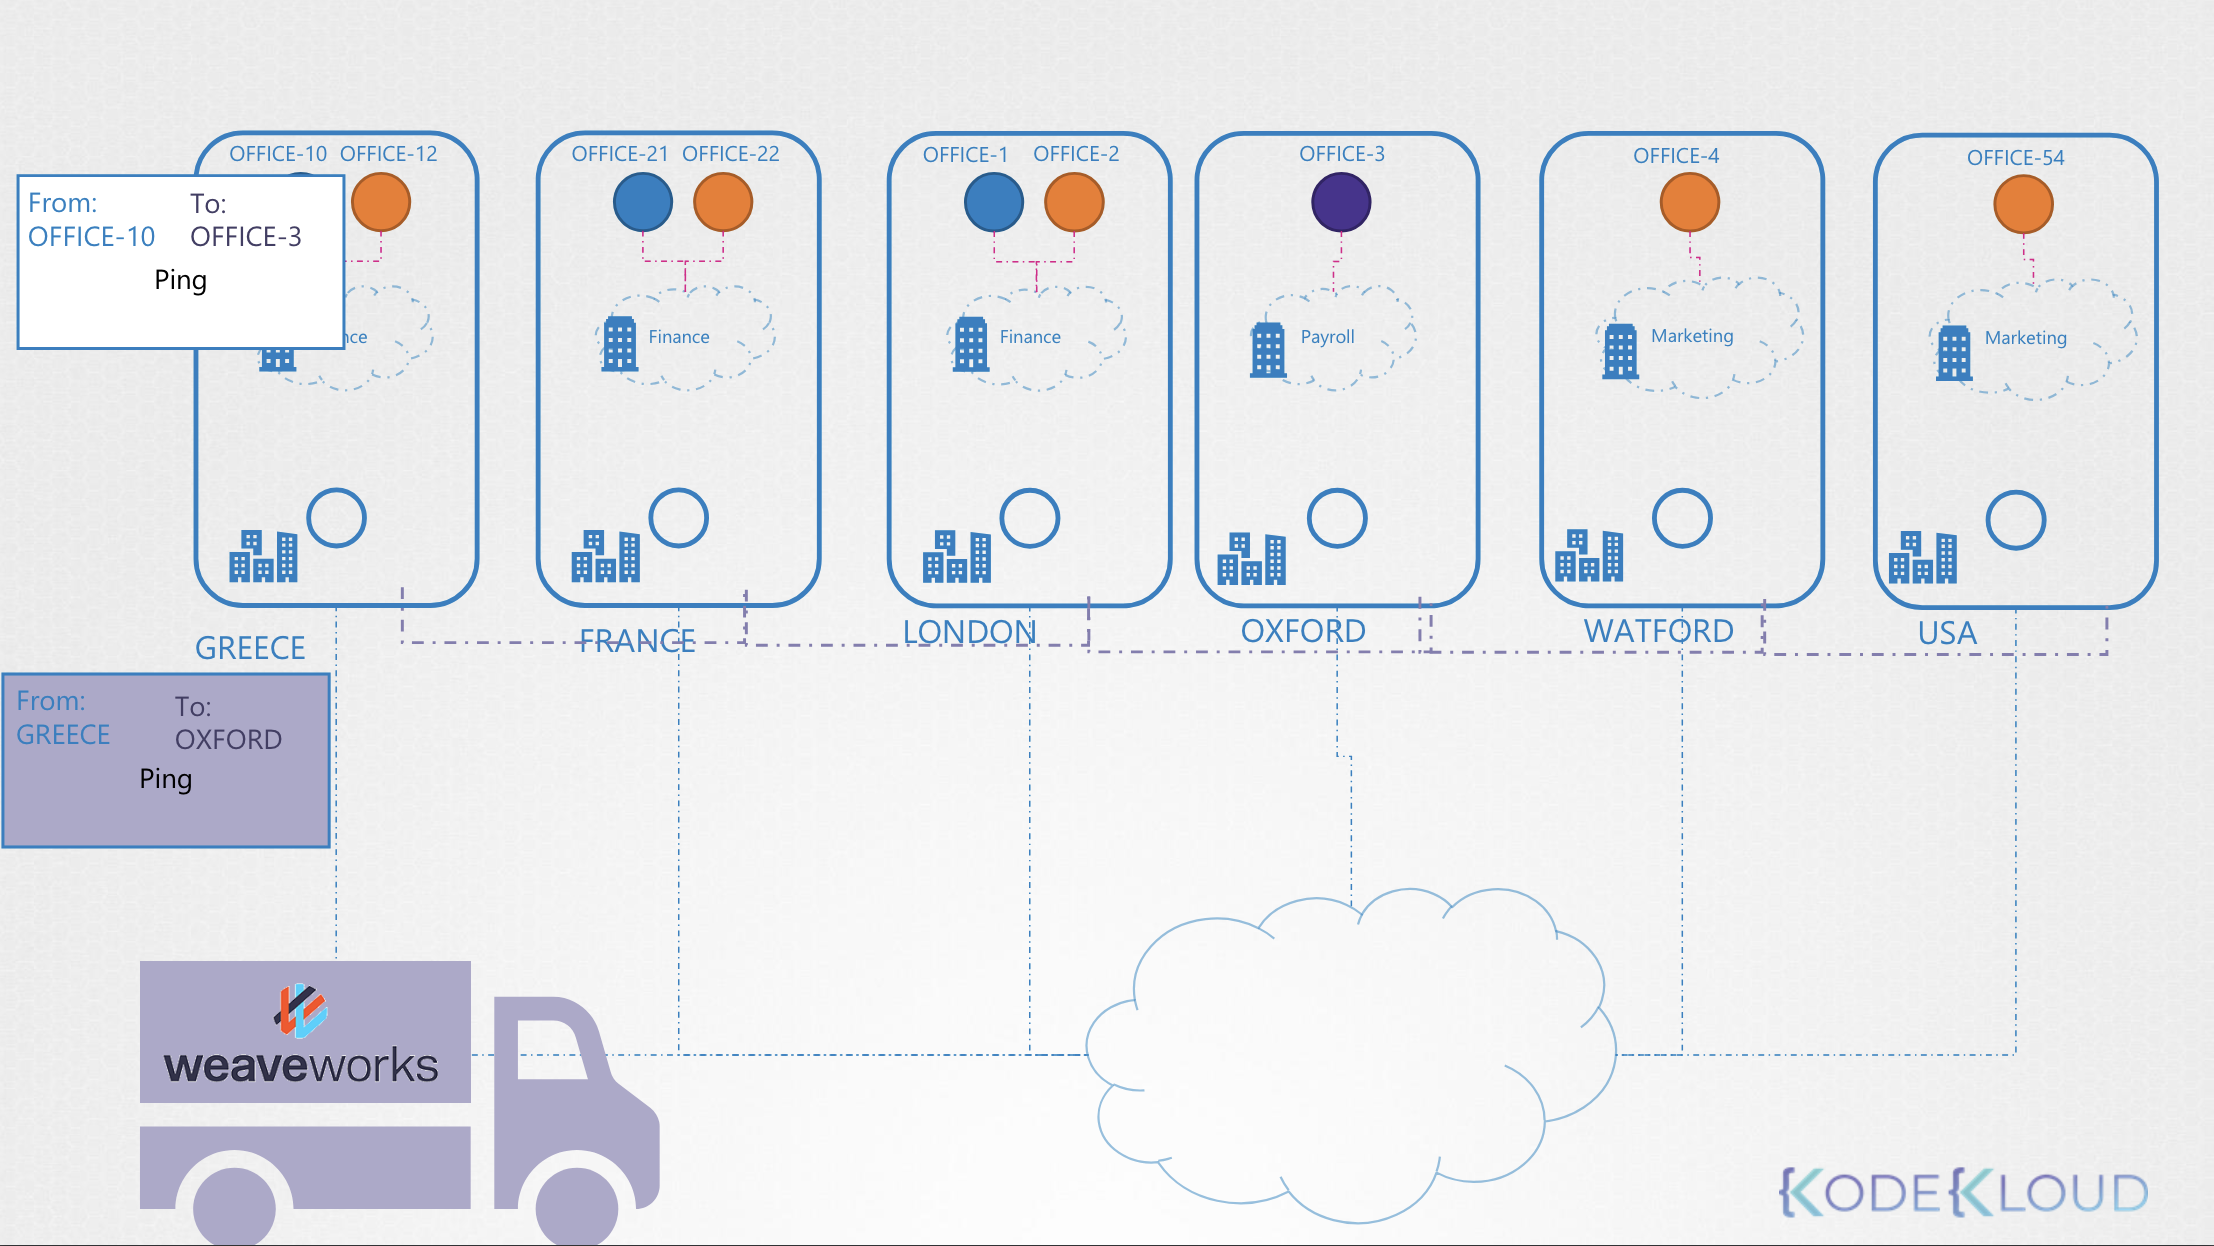 OFFICE-10 OFFICE-12
OFFICE-21 OFFICE-22
OFFICE-1 OFFICE-2
OFFICE-3
OFFICE-4
OFFICE-54
From:
OFFICE-10
To:
OFFICE-3
Ping
nce
Finance
Finance
Payroll
Marketing
Marketing
GREECE
FRANCE
LONDON
OXFORD
WATFORD
USA
From:
GREECE
To:
OXFORD
Ping
weaveworks
KODEKLOUD